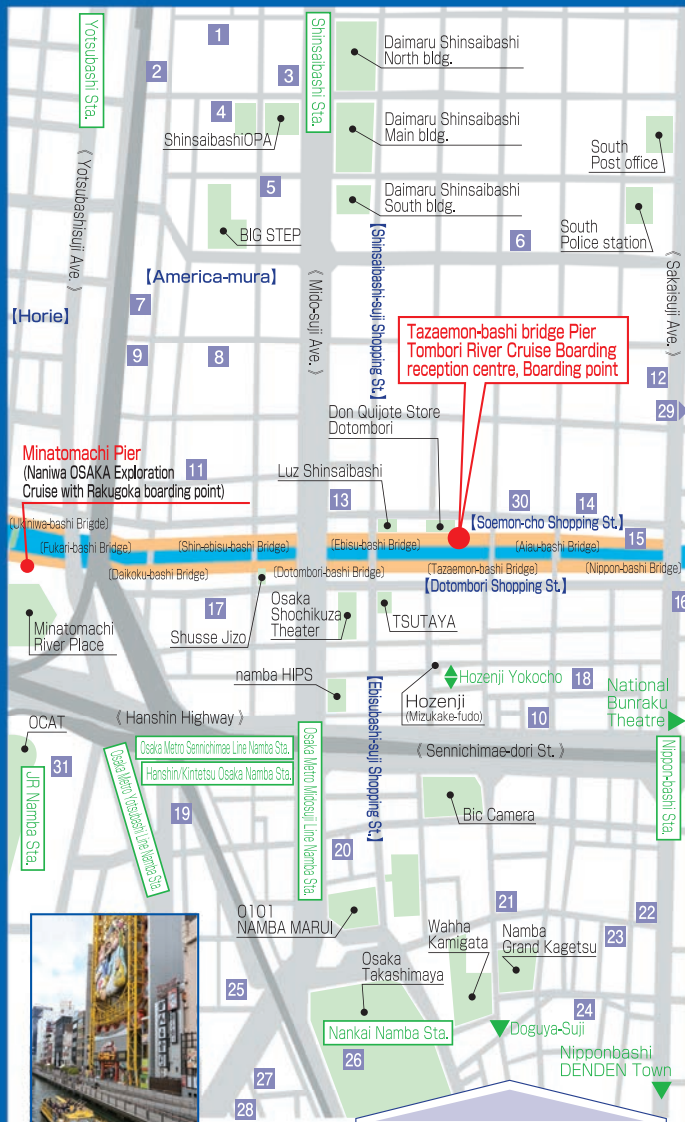 1
2
3
4
5
6
7
8
9
10
11
12
13
14
15
16
17
18
19
20
21
22
23
24
25
26
27
28
29
30
31
Yotsubashi Sta.
Shinsaibashi Sta.
Daimaru Shinsaibashi
North bldg.
ShinsaibashiOPA
Daimaru Shinsaibashi
Main bldg.
South
Post office
《 Yotsubashisuji Ave. 》
BIG STEP
Daimaru Shinsaibashi
South bldg.
South
Police station
【America-mura】
【Horie】
《 Mido-suji Ave. 》
【Shinsaibashi-suji Shopping St.】
《 Sakaisuji Ave. 》
Tazaemon-bashi bridge Pier
Tombori River Cruise Boarding
reception centre, Boarding point
Don Quijote Store
Dotombori
Luz Shinsaibashi
Minatomachi Pier
(Naniwa OSAKA Exploration
Cruise with Rakugoka boarding point)
【Soemon-cho Shopping St.】
(Ukiniwa-bashi Brigde)
(Fukari-bashi Bridge)
(Shin-ebisu-bashi Bridge)
(Ebisu-bashi Bridge)
(Aiau-bashi Bridge)
(Daikoku-bashi Bridge)
(Dotombori-bashi Bridge)
(Tazaemon-bashi Bridge)
(Nippon-bashi Bridge)
【Dotombori Shopping St.】
Minatomachi
River Place
Shusse Jizo
Osaka
Shochikuza
Theater
TSUTAYA
namba HIPS
Hozenji
(Mizukake-fudo)
Hozenji Yokocho
National
Bunraku
Theatre
OCAT
《 Hanshin Highway 》
《 Sennichimae-dori St. 》
JR Namba Sta.
Osaka Metro Sennichimae Line Namba Sta.
Hanshin/Kintetsu Osaka Namba Sta.
Osaka Metro Yotsubashi Line Namba Sta.
Osaka Metro Midosuji Line Namba Sta.
【Ebisubashi-suji Shopping St.】
Nippon-bashi Sta.
Bic Camera
0101
NAMBA MARUI
Wahha
Kamigata
Namba
Grand Kagetsu
Osaka
Takashimaya
Nankai Namba Sta.
Doguya-Suji
Nipponbashi
DENDEN Town